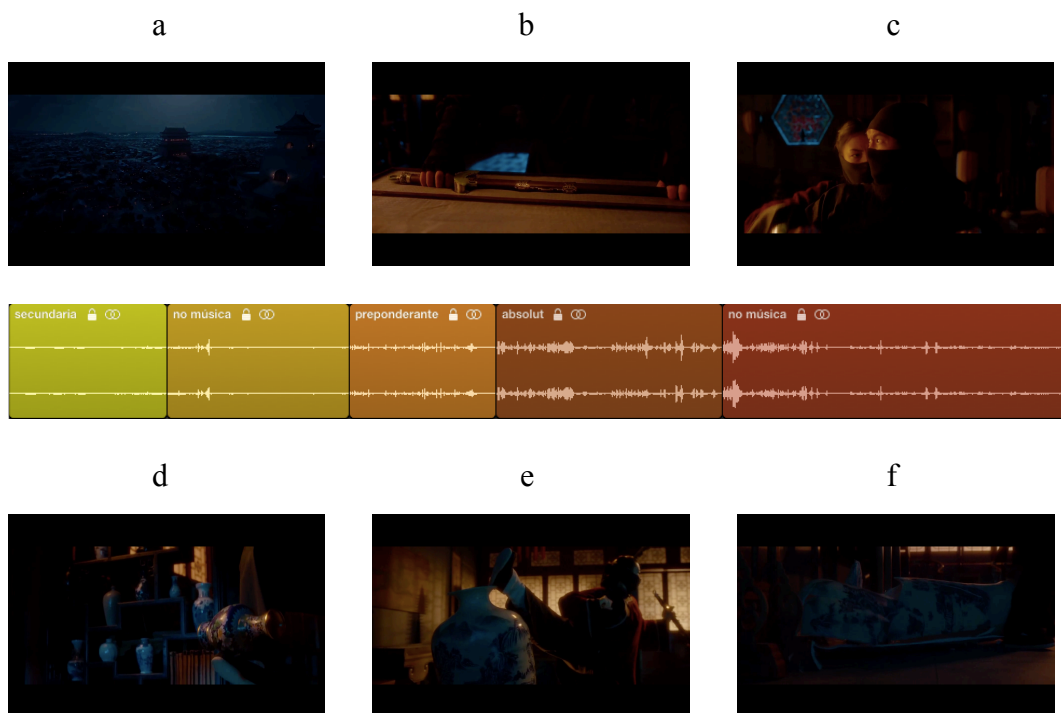 a
b
c
secundaria
no música
preponderante
absolut
no música
d
e
f